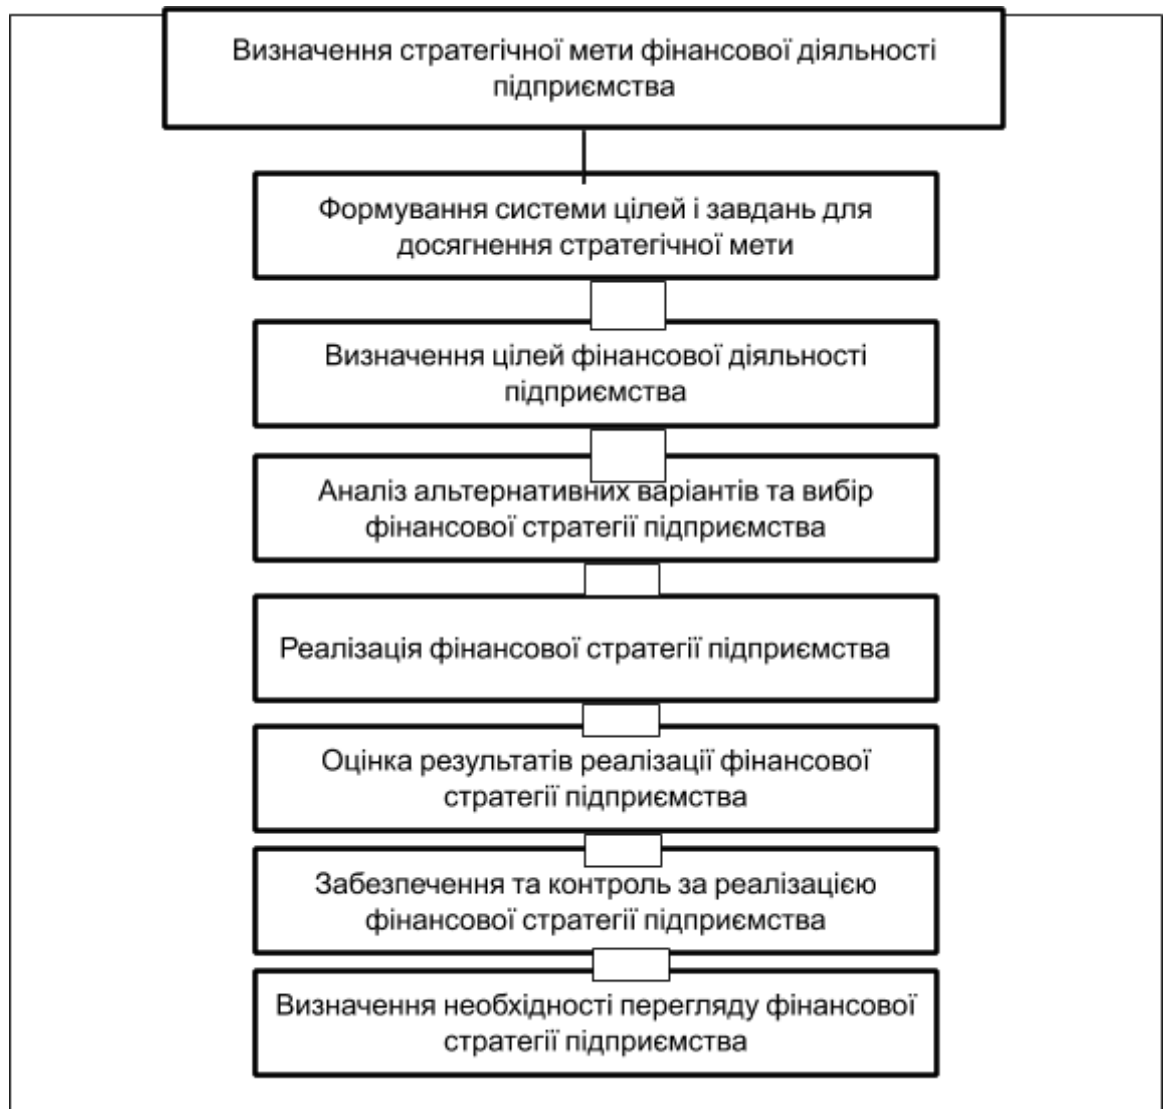 Визначення стратегічної мети фінансової діяльності
підприємства
Формування системи цілей і завдань для
досягнення стратегічної мети
Визначення цілей фінансової діяльності
підприємства
Аналіз альтернативних варіантів та вибір
фінансової стратегії підприємства
Реалізація фінансової стратегії підприємства
Оцінка результатів реалізації фінансової
стратегії підприємства
Забезпечення та контроль за реалізацією
фінансової стратегії підприємства
Визначення необхідності перегляду фінансової
стратегії підприємства